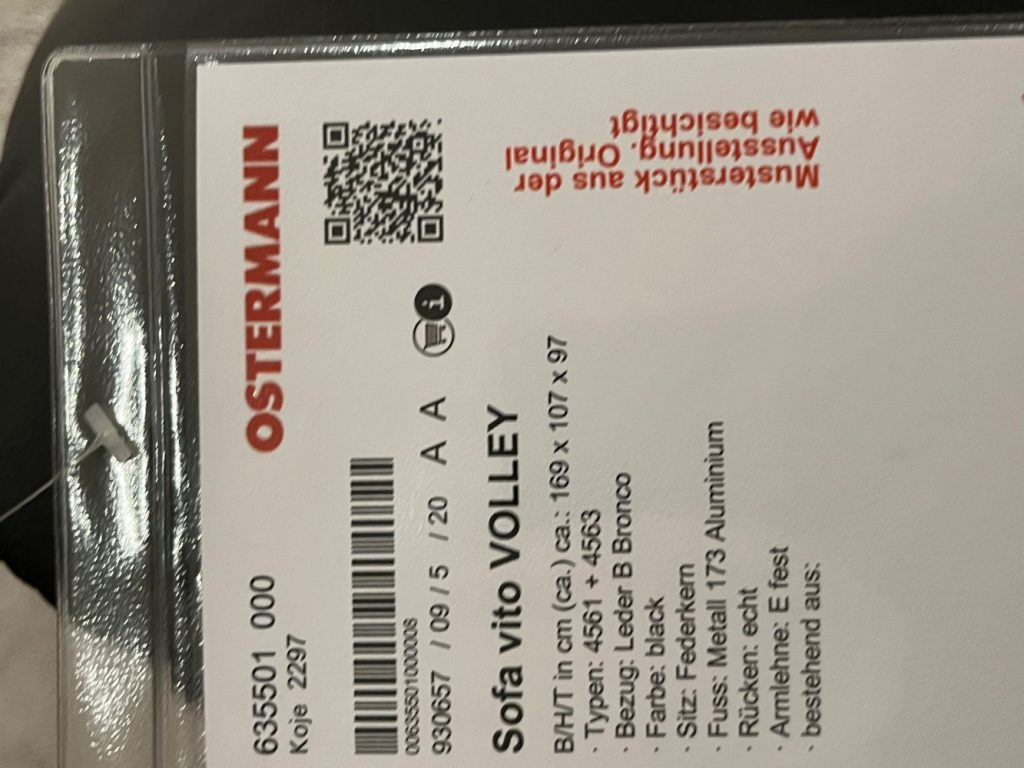 635501 000
OSTERMANN
Koje 2297
00635501000008
930657 / 09 / 5 / 20 A A
i
Sofa vito VOLLEY
B/H/T in cm (ca.) ca.: 169 x 107 x 97
· Typen: 4561 + 4563
· Bezug: Leder B Bronco
· Farbe: black
· Sitz: Federkern
· Fuss: Metall 173 Aluminium
· Rücken: echt
· Armlehne: E fest
· bestehend aus:
Musterstück aus der
Ausstellung. Original
wie besichtigt